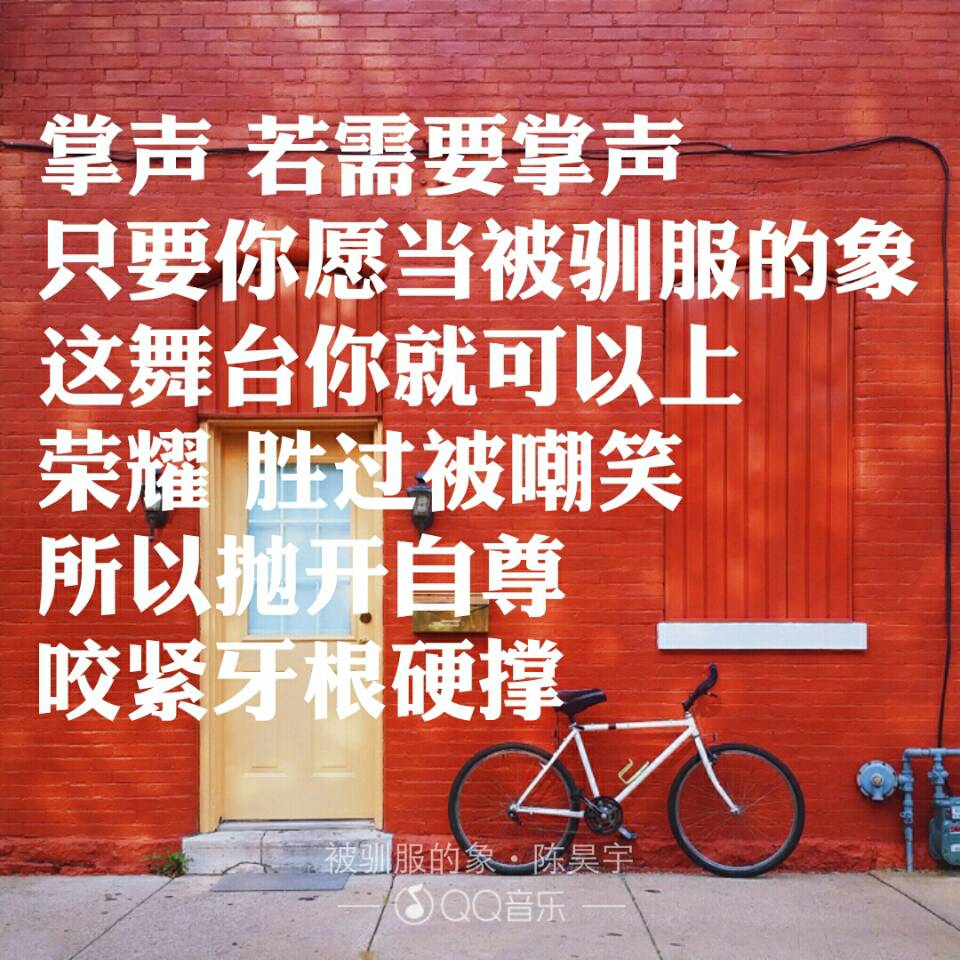 掌声 若需要掌声
只要你愿当被驯服的象
这舞台你就可以上
荣耀 胜过被嘲笑
所以抛开自尊
咬紧牙根硬撑
被驯服的象·陈昊宇
QQ音乐